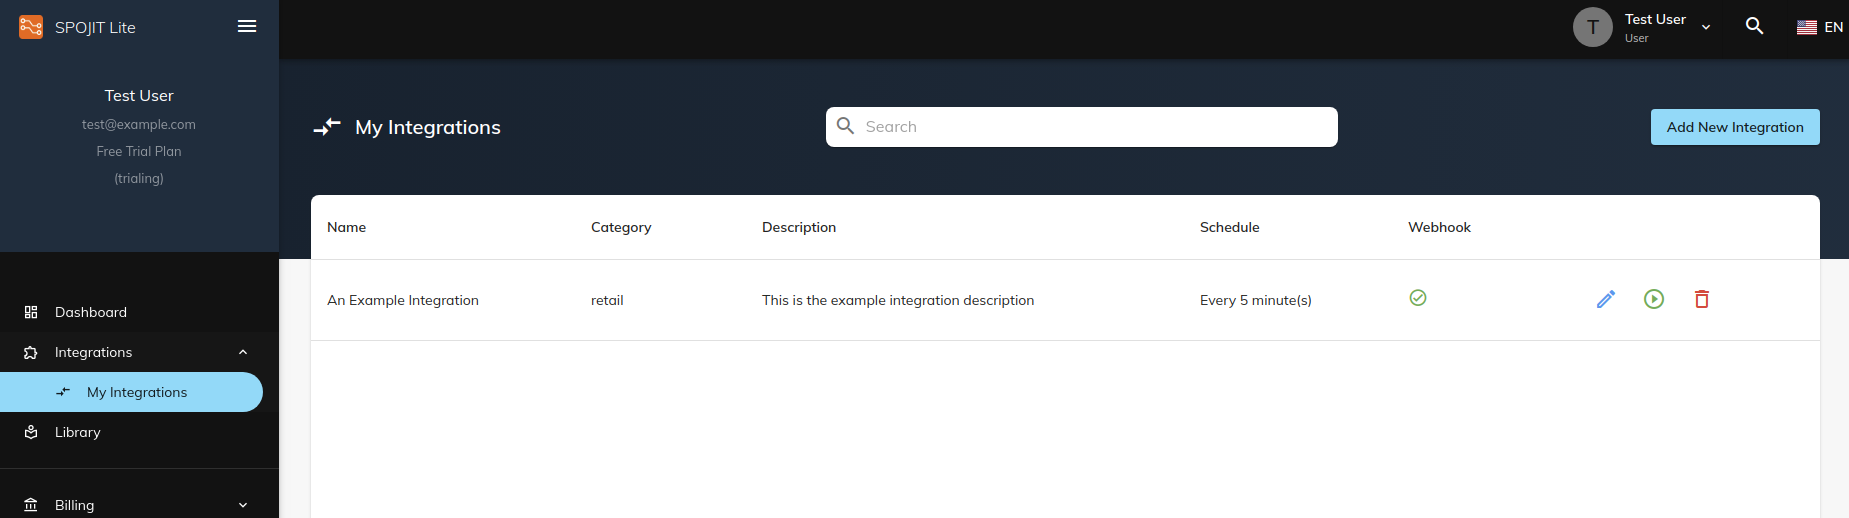 SPOJIT Lite
Test User
test@example.com
Free Trial Plan
(trialing)
Dashboard
Integrations
My Integrations
Library
Billing
T
Test User
User
EN
My Integrations
Search
Add New Integration
Name Category Description Schedule Webhook
An Example Integration retail This is the example integration description Every 5 minute(s)